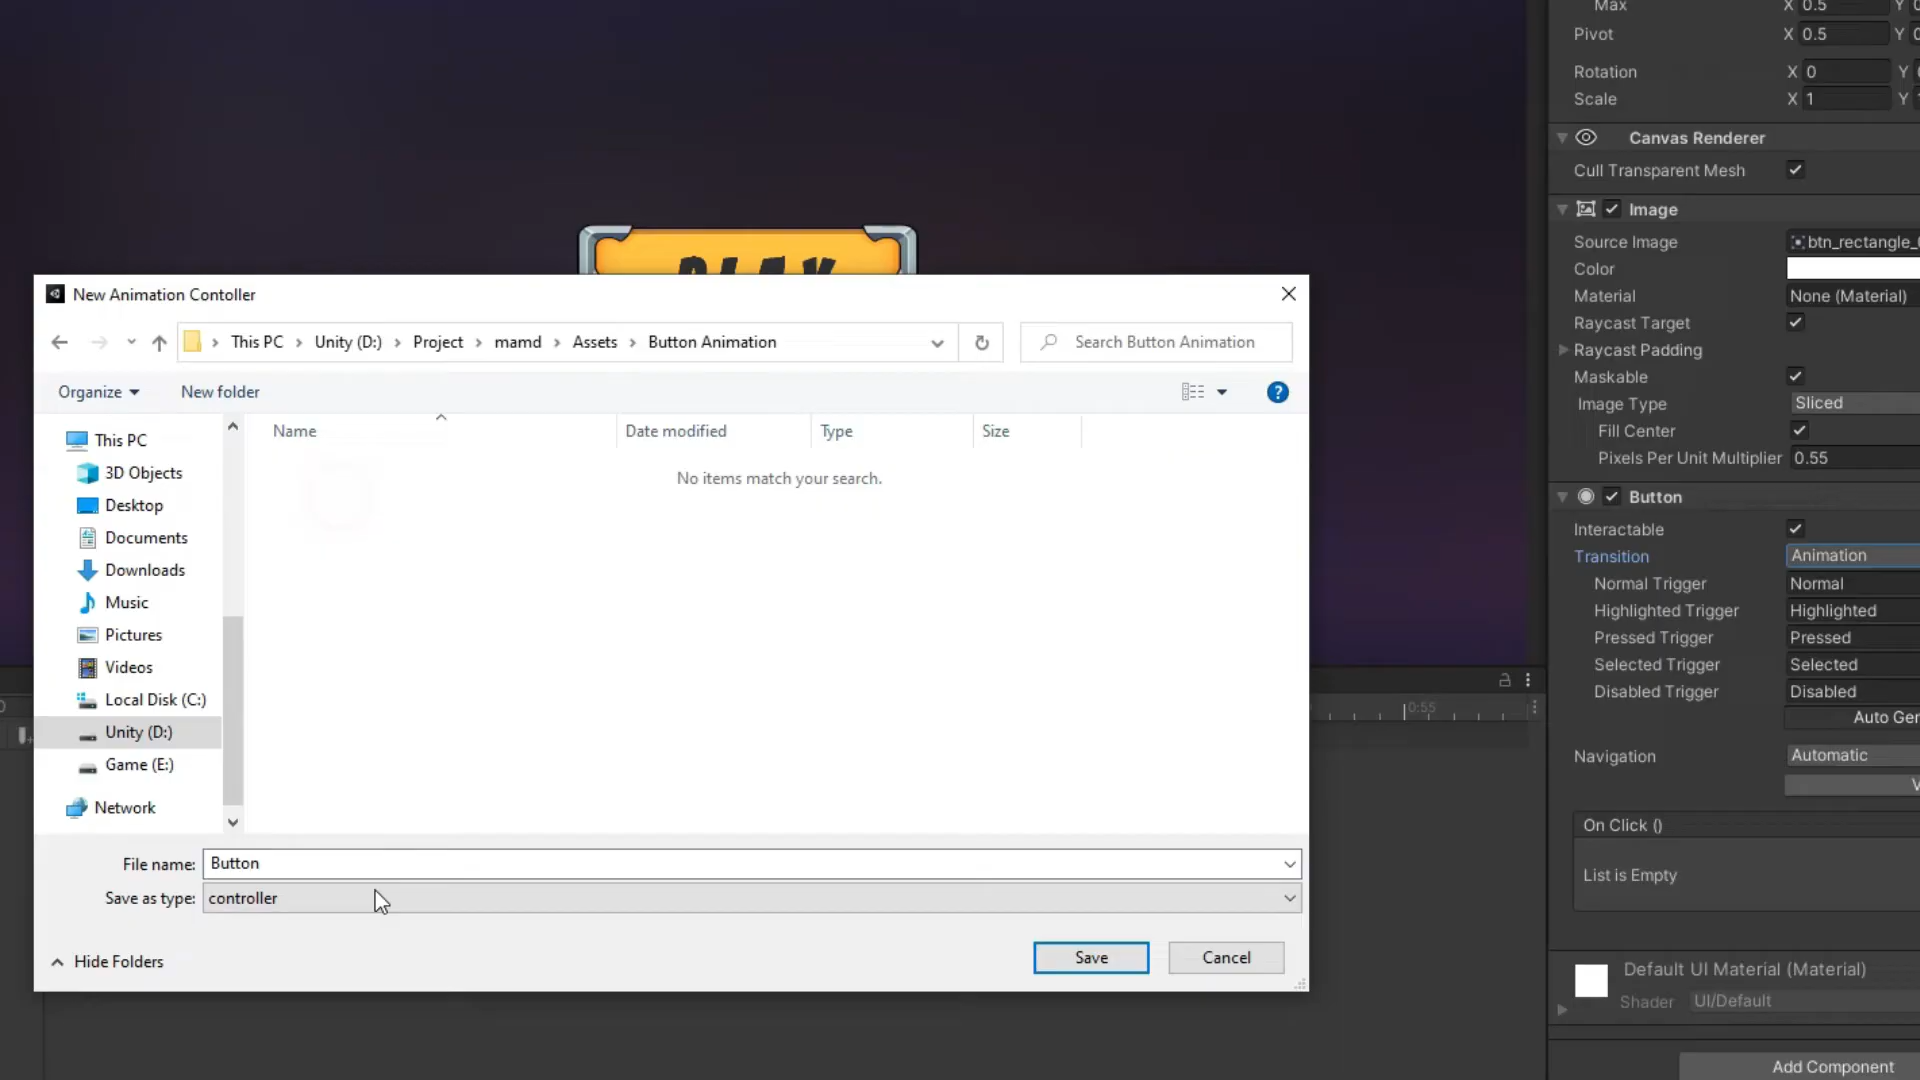 Max X 0.5 Y
Pivot X 0.5 Y
Rotation X 0 Y
Scale X 1 Y
Canvas Renderer
Cull Transparent Mesh
Image
Source Image btn_rectangle_
Color
Material None (Material)
Raycast Target
Raycast Padding
Maskable
Image Type Sliced
Fill Center
Pixels Per Unit Multiplier 0.55
Button
Interactable
Transition Animation
Normal Trigger Normal
Highlighted Trigger Highlighted
Pressed Trigger Pressed
Selected Trigger Selected
Disabled Trigger Disabled
Auto Ger
Navigation Automatic
V
On Click ()
List is Empty
Default UI Material (Material)
Shader UI/Default
Add Component
PLAY
New Animation Contoller
This PC > Unity (D:) > Project > mamd > Assets > Button Animation
Search Button Animation
Organize New folder
Name Date modified Type Size
No items match your search.
This PC
3D Objects
Desktop
Documents
Downloads
Music
Pictures
Videos
Local Disk (C:)
Unity (D:)
Game (E:)
Network
File name: Button
Save as type: controller
Hide Folders
Save Cancel
0:55